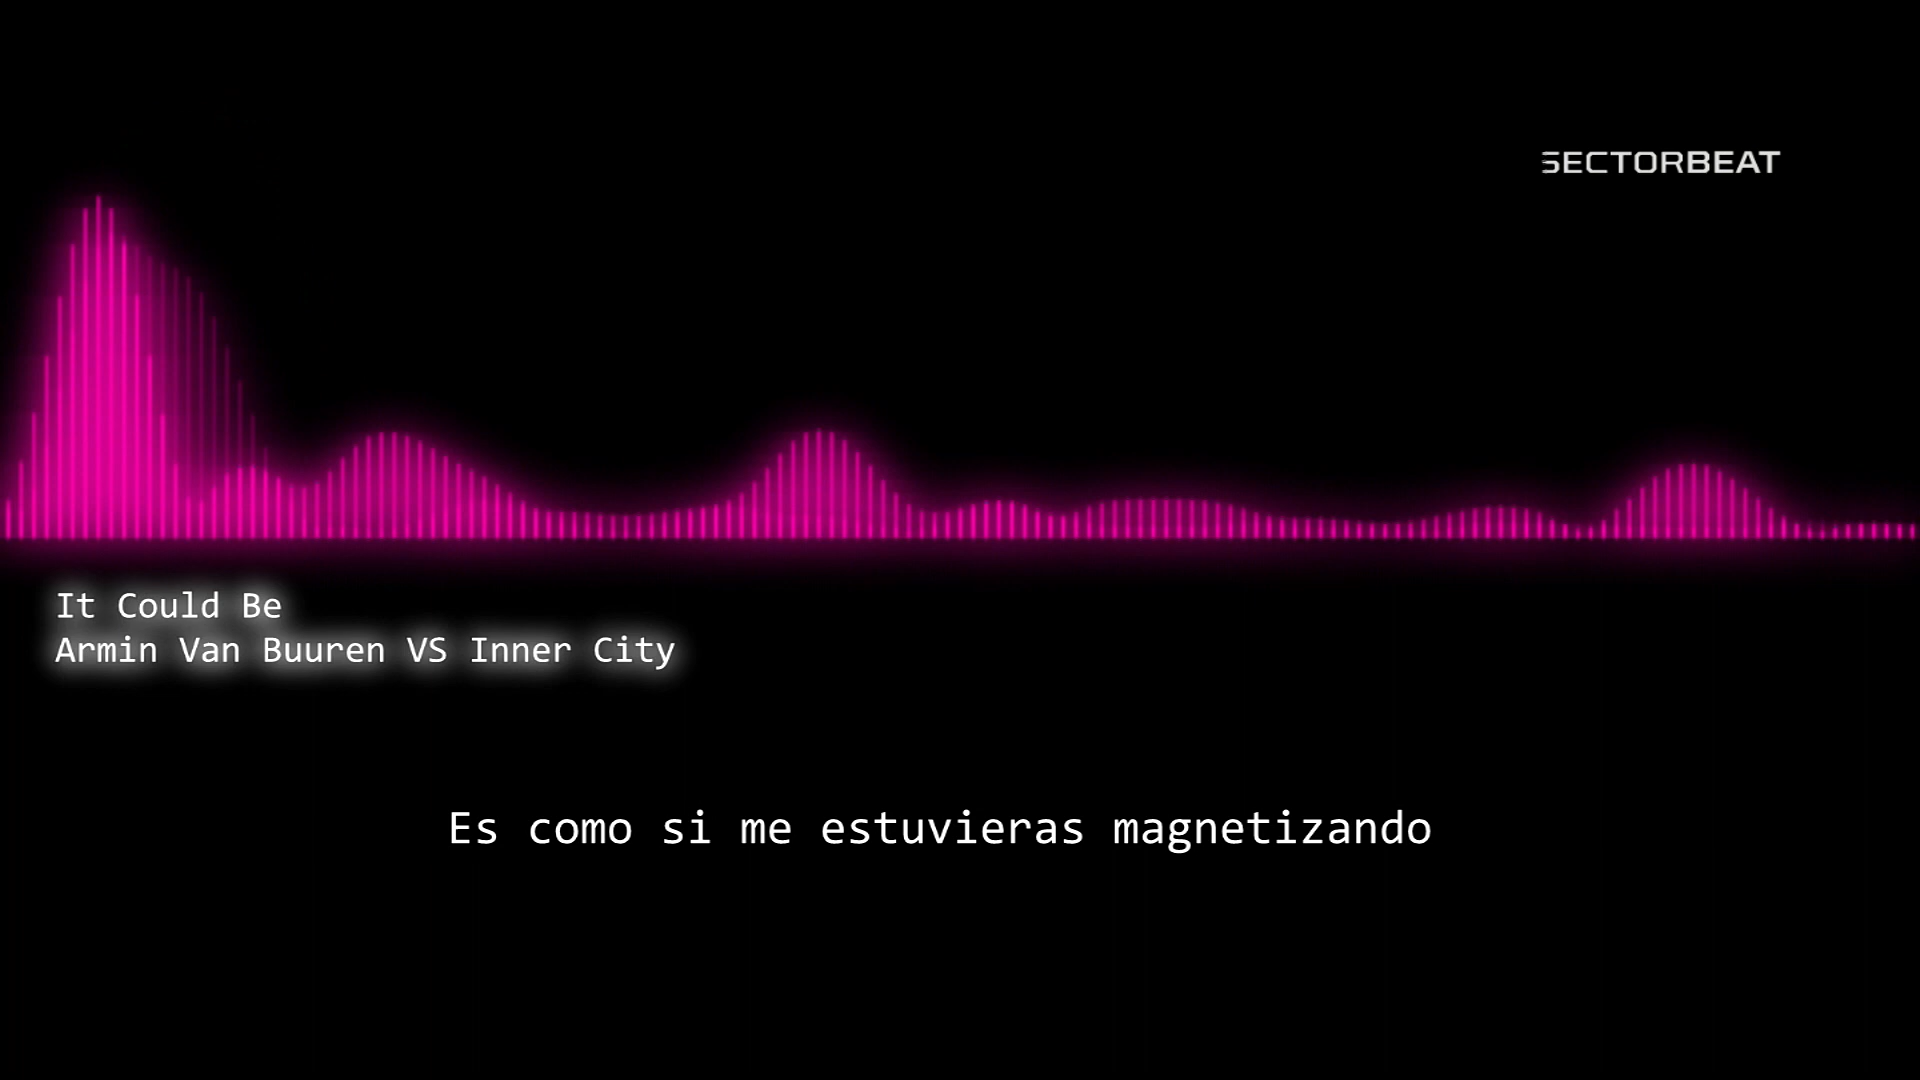 SECTORBEAT
It Could Be
Armin Van Buuren VS Inner City
Es como si me estuvieras magnetizando